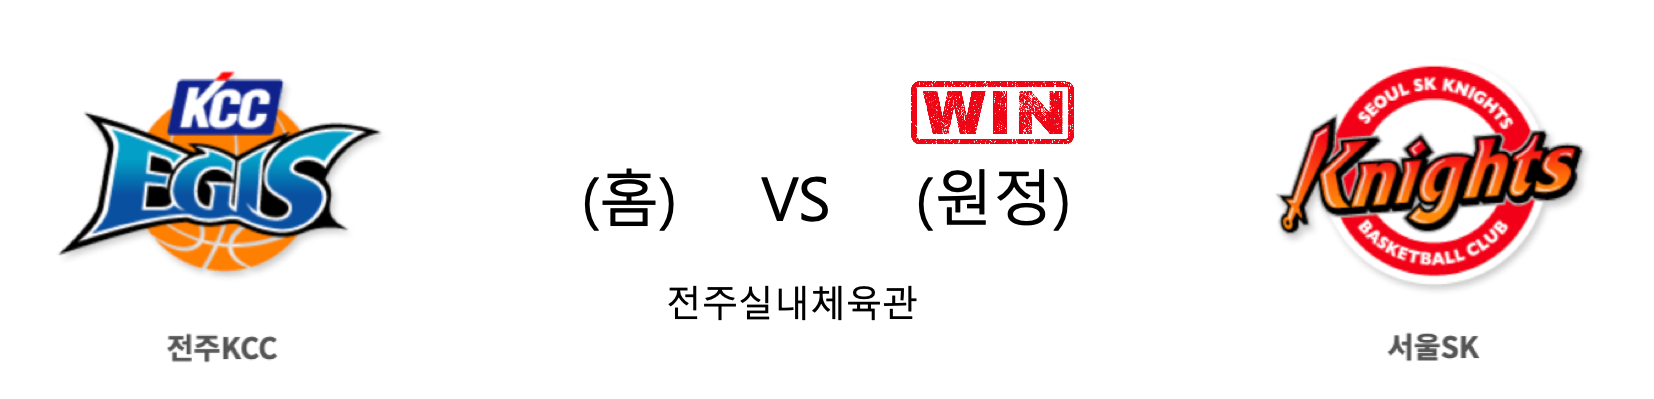 KCC
EGIS
전주KCC
WIN
(홈) VS (원정)
전주실내체육관
SEOUL SK KNIGHTS
Knights
BASKETBALL CLUB
서울SK